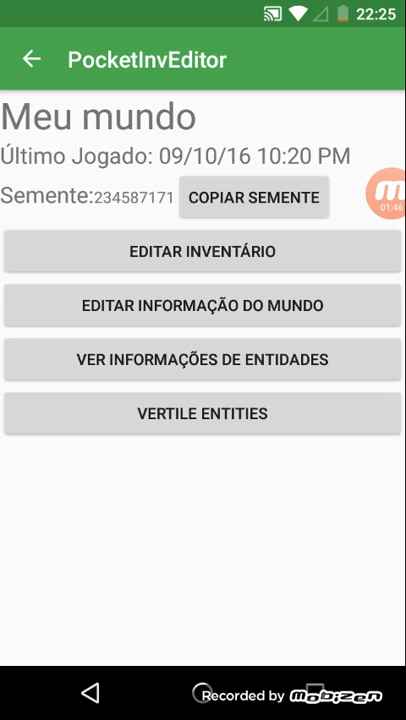 22:25
PocketInvEditor
Meu mundo
Último Jogado: 09/10/16 10:20 PM
Semente:234587171 COPIAR SEMENTE
01:46
EDITAR INVENTÁRIO
EDITAR INFORMAÇÃO DO MUNDO
VER INFORMAÇÕES DE ENTIDADES
VERTILE ENTITIES
Recorded by mobizen